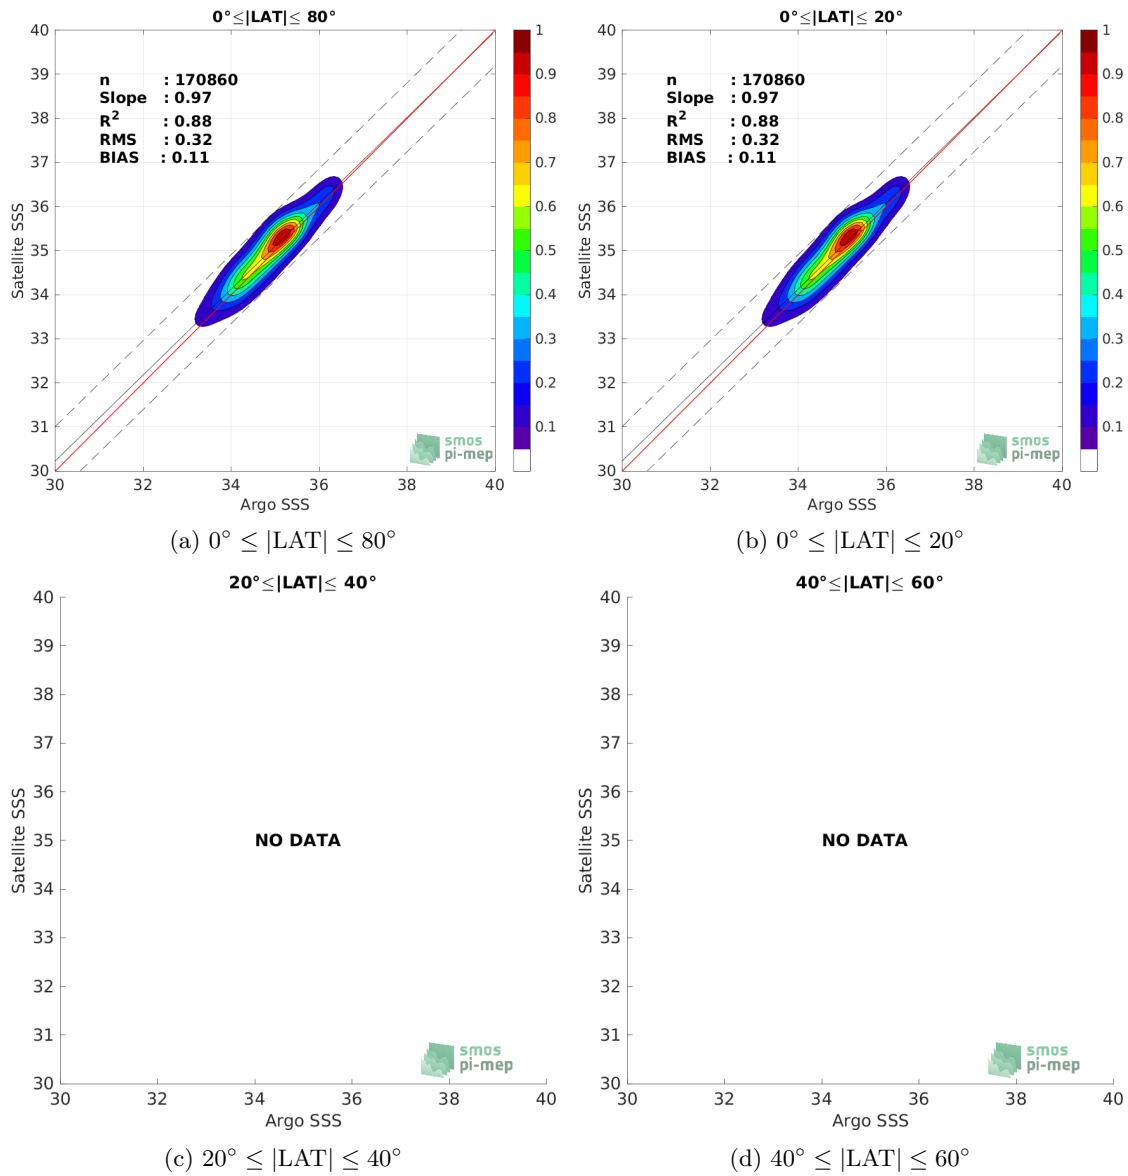 0°≤|LAT|≤ 80°
40
39
38
37
36
35
34
33
32
31
30
Satellite SSS
n : 170860
Slope : 0.97
R2 : 0.88
RMS : 0.32
BIAS : 0.11
1
0.9
0.8
0.7
0.6
0.5
0.4
0.3
0.2
0.1
smos
pi-mep
30 32 34 36 38 40
Argo SSS
(a) 0° ≤ |LAT| ≤ 80°
0°≤|LAT|≤ 20°
40
39
38
37
36
35
34
33
32
31
30
Satellite SSS
n : 170860
Slope : 0.97
R2 : 0.88
RMS : 0.32
BIAS : 0.11
1
0.9
0.8
0.7
0.6
0.5
0.4
0.3
0.2
0.1
smos
pi-mep
30 32 34 36 38 40
Argo SSS
(b) 0° ≤ |LAT| ≤ 20°
20°≤|LAT|≤ 40°
40
39
38
37
36
35
34
33
32
31
30
Satellite SSS
NO DATA
smos
pi-mep
30 32 34 36 38 40
Argo SSS
(c) 20° ≤ |LAT| ≤ 40°
40°≤|LAT|≤ 60°
40
39
38
37
36
35
34
33
32
31
30
Satellite SSS
NO DATA
smos
pi-mep
30 32 34 36 38 40
Argo SSS
(d) 40° ≤ |LAT| ≤ 60°